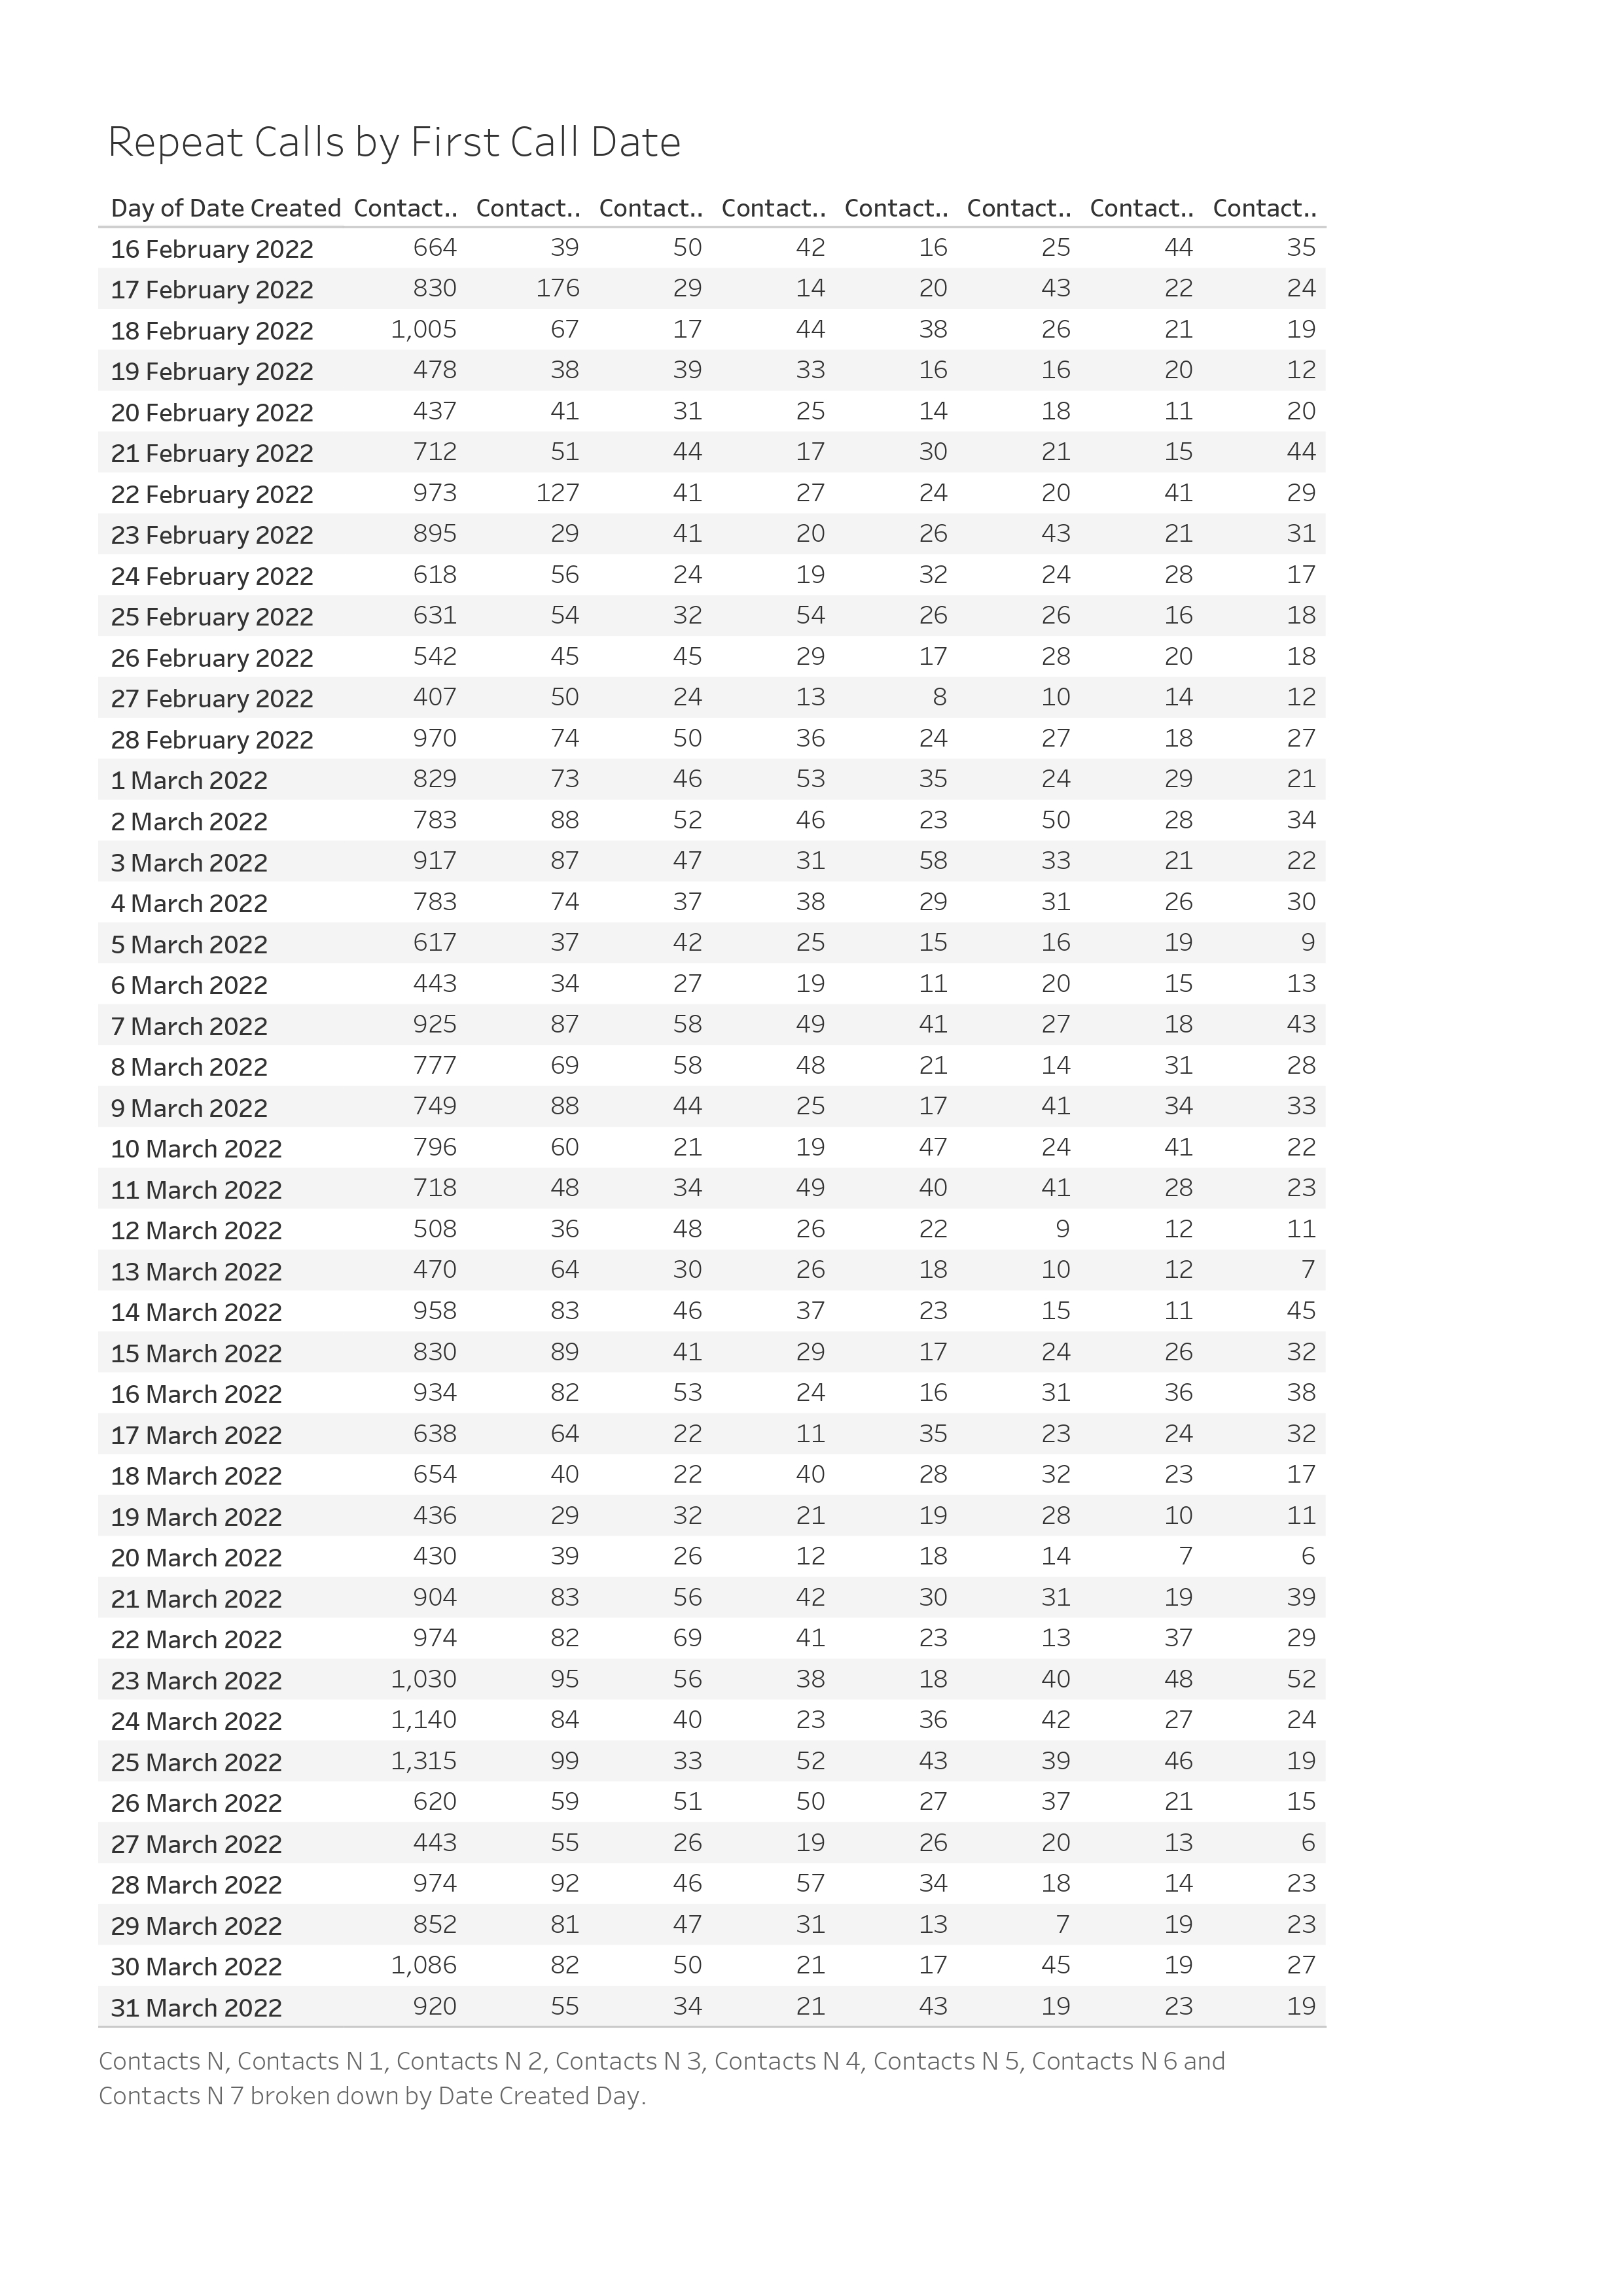 Repeat Calls by First Call Date
Day of Date Created Contact.. Contact.. Contact.. Contact.. Contact.. Contact.. Contact.. Contact..
16 February 2022 664 39 50 42 16 25 44 35
17 February 2022 830 176 29 14 20 43 22 24
18 February 2022 1,005 67 17 44 38 26 21 19
19 February 2022 478 38 39 33 16 16 20 12
20 February 2022 437 41 31 25 14 18 11 20
21 February 2022 712 51 44 17 30 21 15 44
22 February 2022 973 127 41 27 24 20 41 29
23 February 2022 895 29 41 20 26 43 21 31
24 February 2022 618 56 24 19 32 24 28 17
25 February 2022 631 54 32 54 26 26 16 18
26 February 2022 542 45 45 29 17 28 20 18
27 February 2022 407 50 24 13 8 10 14 12
28 February 2022 970 74 50 36 24 27 18 27
1 March 2022 829 73 46 53 35 24 29 21
2 March 2022 783 88 52 46 23 50 28 34
3 March 2022 917 87 47 31 58 33 21 22
4 March 2022 783 74 37 38 29 31 26 30
5 March 2022 617 37 42 25 15 16 19 9
6 March 2022 443 34 27 19 11 20 15 13
7 March 2022 925 87 58 49 41 27 18 43
8 March 2022 777 69 58 48 21 14 31 28
9 March 2022 749 88 44 25 17 41 34 33
10 March 2022 796 60 21 19 47 24 41 22
11 March 2022 718 48 34 49 40 41 28 23
12 March 2022 508 36 48 26 22 9 12 11
13 March 2022 470 64 30 26 18 10 12 7
14 March 2022 958 83 46 37 23 15 11 45
15 March 2022 830 89 41 29 17 24 26 32
16 March 2022 934 82 53 24 16 31 36 38
17 March 2022 638 64 22 11 35 23 24 32
18 March 2022 654 40 22 40 28 32 23 17
19 March 2022 436 29 32 21 19 28 10 11
20 March 2022 430 39 26 12 18 14 7 6
21 March 2022 904 83 56 42 30 31 19 39
22 March 2022 974 82 69 41 23 13 37 29
23 March 2022 1,030 95 56 38 18 40 48 52
24 March 2022 1,140 84 40 23 36 42 27 24
25 March 2022 1,315 99 33 52 43 39 46 19
26 March 2022 620 59 51 50 27 37 21 15
27 March 2022 443 55 26 19 26 20 13 6
28 March 2022 974 92 46 57 34 18 14 23
29 March 2022 852 81 47 31 13 7 19 23
30 March 2022 1,086 82 50 21 17 45 19 27
31 March 2022 920 55 34 21 43 19 23 19
Contacts N, Contacts N 1, Contacts N 2, Contacts N 3, Contacts N 4, Contacts N 5, Contacts N 6 and
Contacts N 7 broken down by Date Created Day.